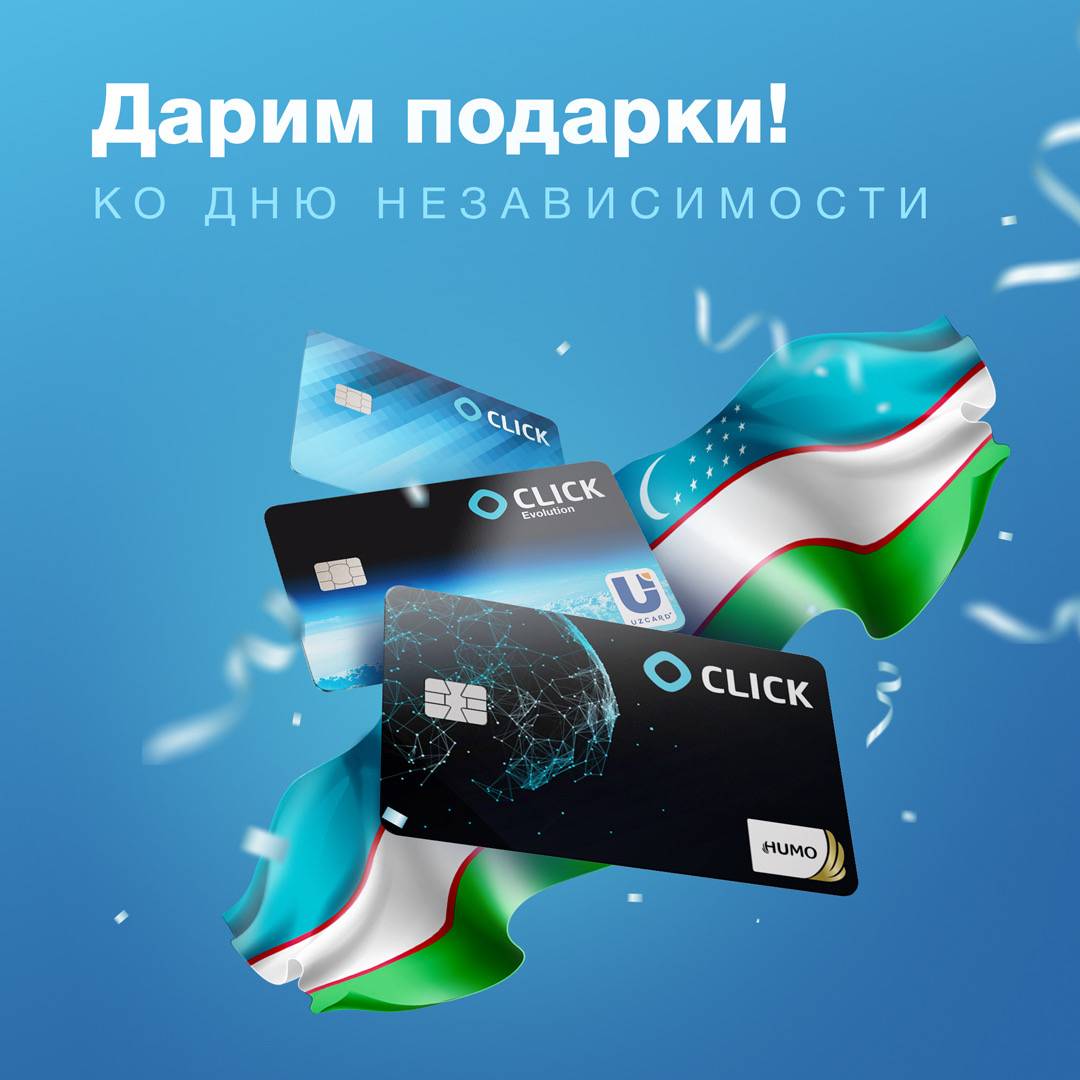 Дарим подарки!
КО ДНЮ НЕЗАВИСИМОСТИ
CLICK
CLICK
Evolution
UZCARD
CLICK
HUMO